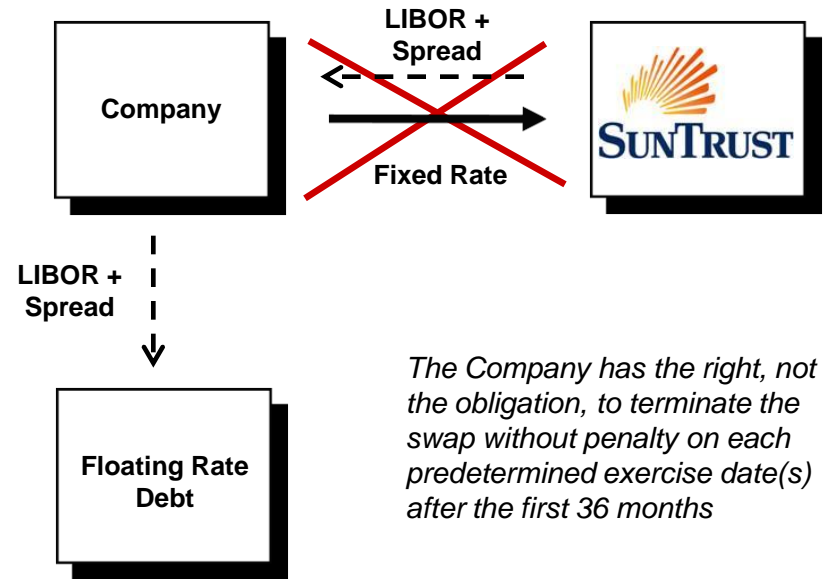 LIBOR +
Spread
Company
SUNTRUST
Fixed Rate
LIBOR +
Spread
The Company has the right, not
the obligation, to terminate the
swap without penalty on each
predetermined exercise date(s)
after the first 36 months
Floating Rate
Debt